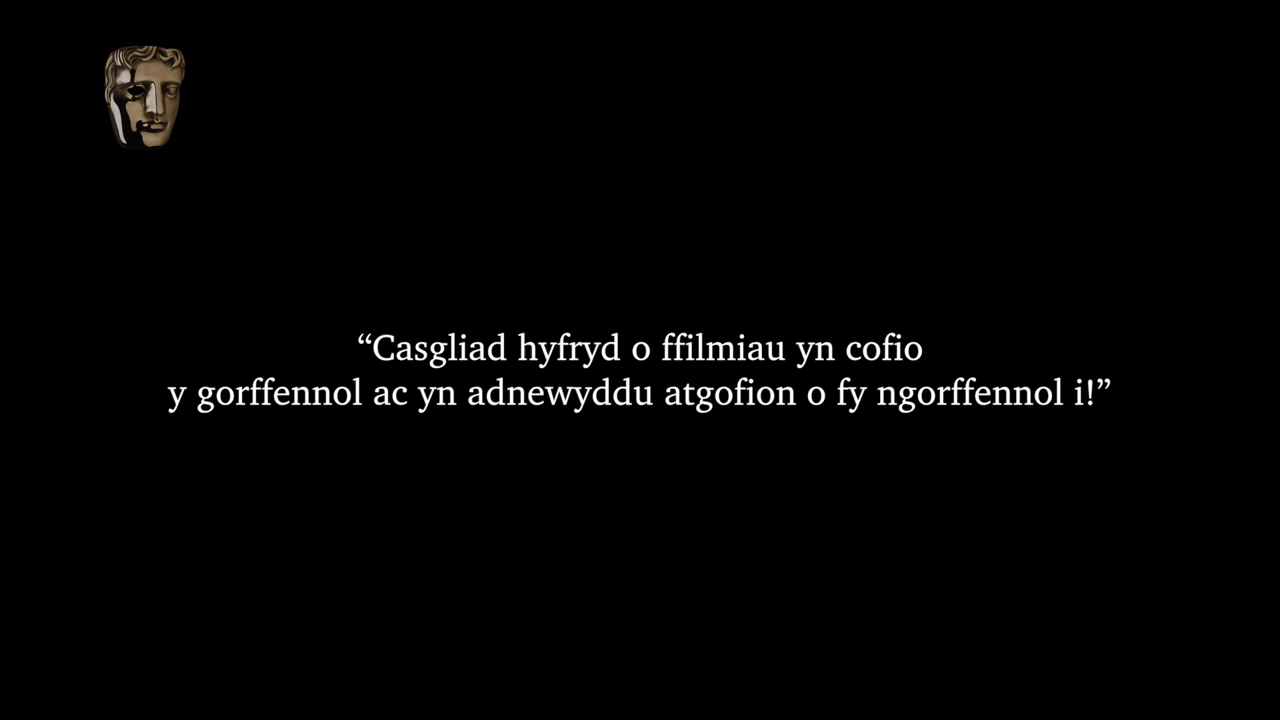 “Casgliad hyfryd o ffilmiau yn cofio
y gorffennol ac yn adnewyddu atgofion o fy ngorffennol i!”